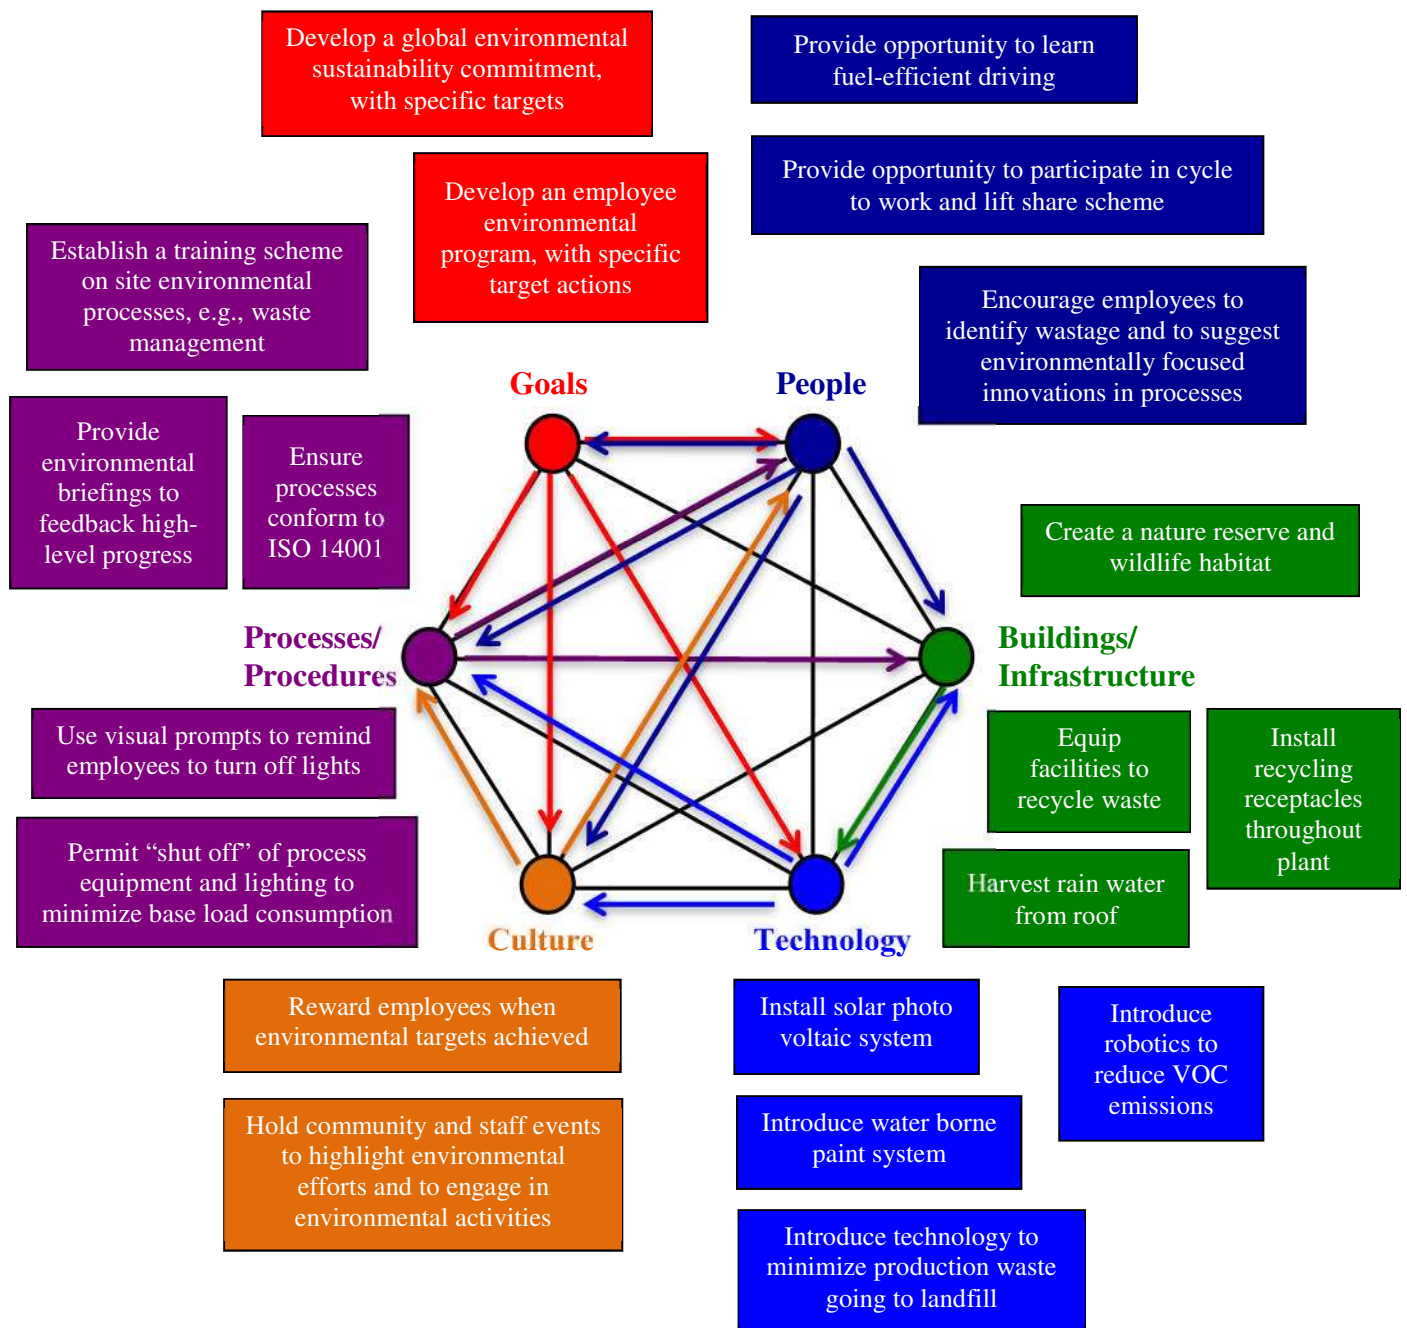 Develop a global environmental
sustainability commitment,
with specific targets
Provide opportunity to learn
fuel-efficient driving
Develop an employee
environmental
program, with specific
target actions
Provide opportunity to participate in cycle
to work and lift share scheme
Establish a training scheme
on site environmental
processes, e.g., waste
management
Encourage employees to
identify wastage and to suggest
environmentally focused
innovations in processes
Goals
People
Provide
environmental
briefings to
feedback high-
level progress
Ensure
processes
conform to
ISO 14001
Create a nature reserve and
wildlife habitat
Processes/
Procedures
Buildings/
Infrastructure
Use visual prompts to remind
employees to turn off lights
Equip
facilities to
recycle waste
Install
recycling
receptacles
throughout
plant
Permit “shut off” of process
equipment and lighting to
minimize base load consumption
Harvest rain water
from roof
Culture
Technology
Reward employees when
environmental targets achieved
Install solar photo
voltaic system
Introduce
robotics to
reduce VOC
emissions
Hold community and staff events
to highlight environmental
efforts and to engage in
environmental activities
Introduce water borne
paint system
Introduce technology to
minimize production waste
going to landfill